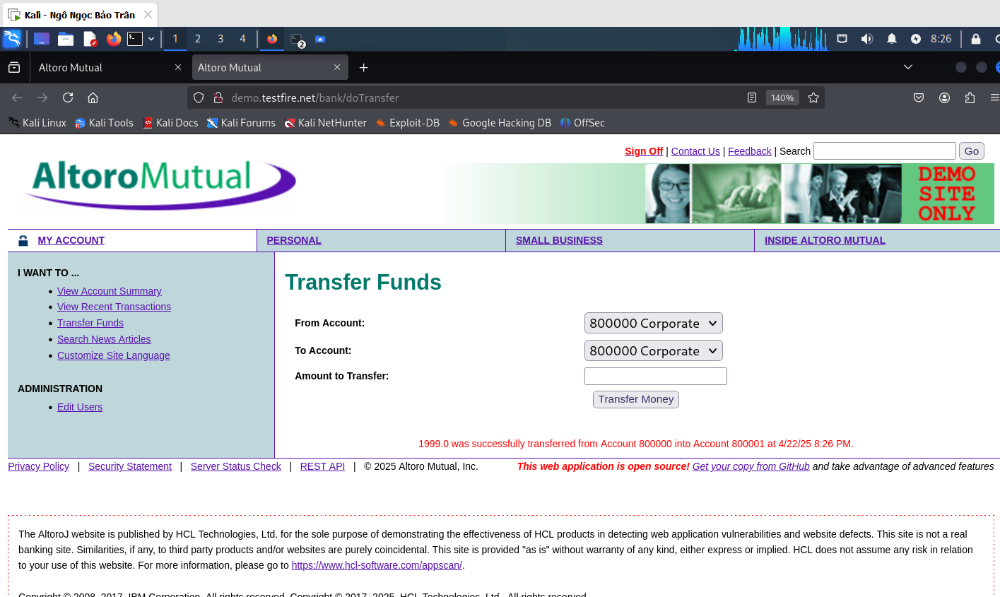 Kali - Ngô Ngọc Bảo Trân
1 2 3 4 2 8:26
Altoro Mutual Altoro Mutual
demo.testfire.net/bank/doTransfer 140%
Kali Linux Kali Tools Kali Docs Kali Forums Kali NetHunter Exploit-DB Google Hacking DB OffSec
Sign Off | Contact Us | Feedback | Search Go
AltoroMutual
DEMO
SITE
ONLY
MY ACCOUNT PERSONAL SMALL BUSINESS INSIDE ALTORO MUTUAL
I WANT TO ...
• View Account Summary
• View Recent Transactions
• Transfer Funds
• Search News Articles
• Customize Site Language
ADMINISTRATION
• Edit Users
Transfer Funds
From Account: 800000 Corporate
To Account: 800000 Corporate
Amount to Transfer:
Transfer Money
1999.0 was successfully transferred from Account 800000 into Account 800001 at 4/22/25 8:26 PM.
Privacy Policy | Security Statement | Server Status Check | REST API | © 2025 Altoro Mutual, Inc. This web application is open source! Get your copy from GitHub and take advantage of advanced features
The AltoroJ website is published by HCL Technologies, Ltd. for the sole purpose of demonstrating the effectiveness of HCL products in detecting web application vulnerabilities and website defects. This site is not a real
banking site. Similarities, if any, to third party products and/or websites are purely coincidental. This site is provided "as is" without warranty of any kind, either express or implied. HCL does not assume any risk in relation
to your use of this website. For more information, please go to https://www.hcl-software.com/appscan/.
Copyright © 2008, 2017, IBM Corporation, All rights reserved. Copyright © 2017, 2025, HCL Technologies, Ltd., All rights reserved.